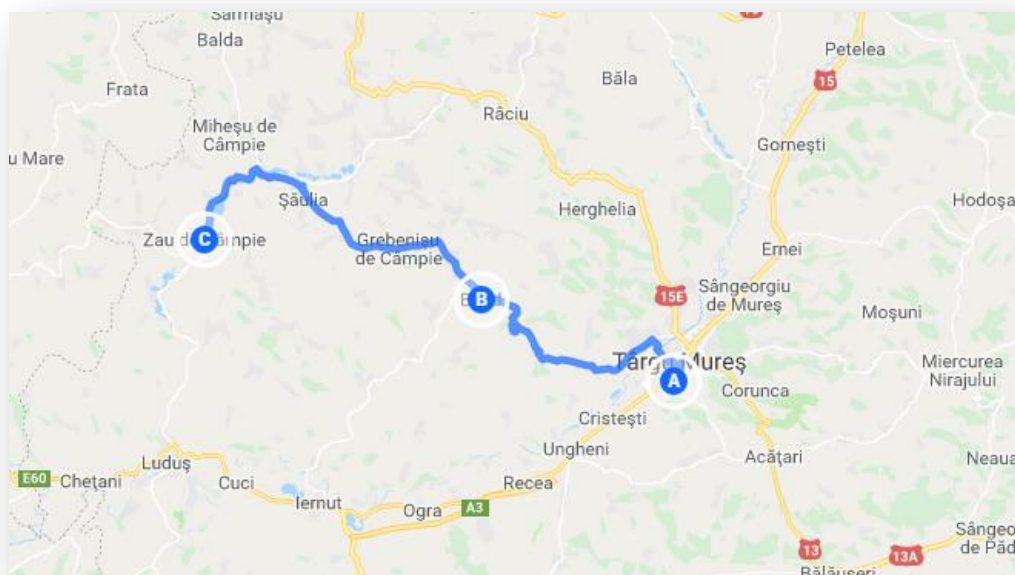 Sărmașu
Balda
Petelea
Frata
Băla
15
Râciu
Miheșu de
Câmpie
Gornești
u Mare
Șăulia
Hodoșa
Herghelia
C
Zau de Câmpie
Grebenișu
de Câmpie
Ernei
Sângeorgiu
de Mureș
B
15E
Moșuni
Târgu Mureș
Miercurea
Nirajului
A
Corunca
Cristești
Ungheni
Acățari
Neaua
Luduș
E60
Chețani
Cuci
Recea
Iernut
Ogra
A3
Sângeo
de Păd
13
13A
Bălăușeri